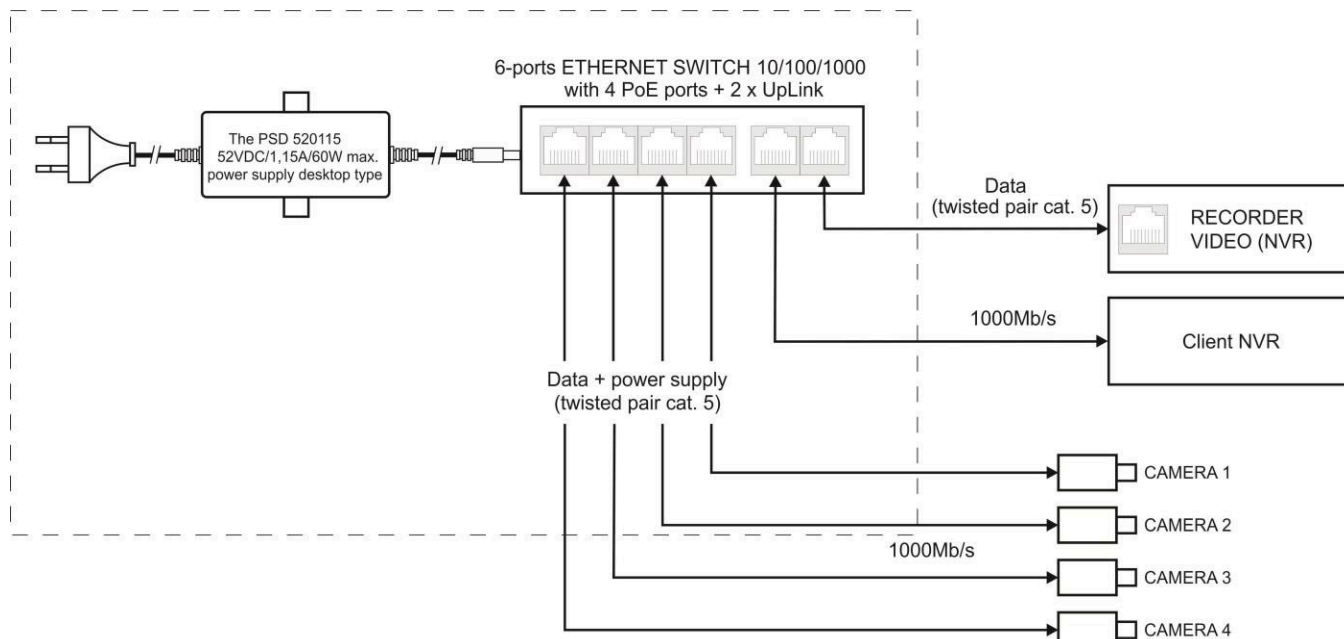 6-ports ETHERNET SWITCH 10/100/1000
with 4 PoE ports + 2 x UpLink
The PSD 520115
52VDC/1,15A/60W max.
power supply desktop type
Data
(twisted pair cat. 5)
RECORDER
VIDEO (NVR)
1000Mb/s
Client NVR
Data + power supply
(twisted pair cat. 5)
CAMERA 1
CAMERA 2
1000Mb/s
CAMERA 3
CAMERA 4